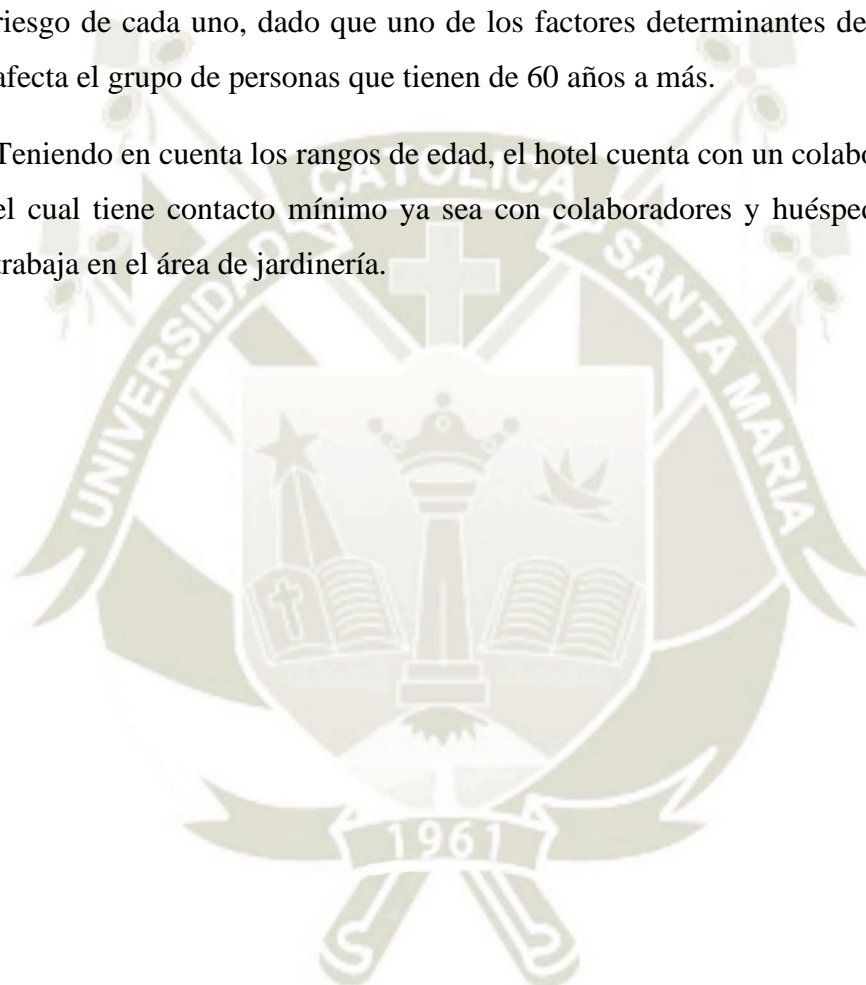 riesgo de cada uno, dado que uno de los factores determinantes de
afecta el grupo de personas que tienen de 60 años a más.
Teniendo en cuenta los rangos de edad, el hotel cuenta con un
el cual tiene contacto mínimo ya sea con colaboradores y
trabaja en el área de jardinería.
UNIVERSIDAD CATOLICA SANTA MARIA
1961